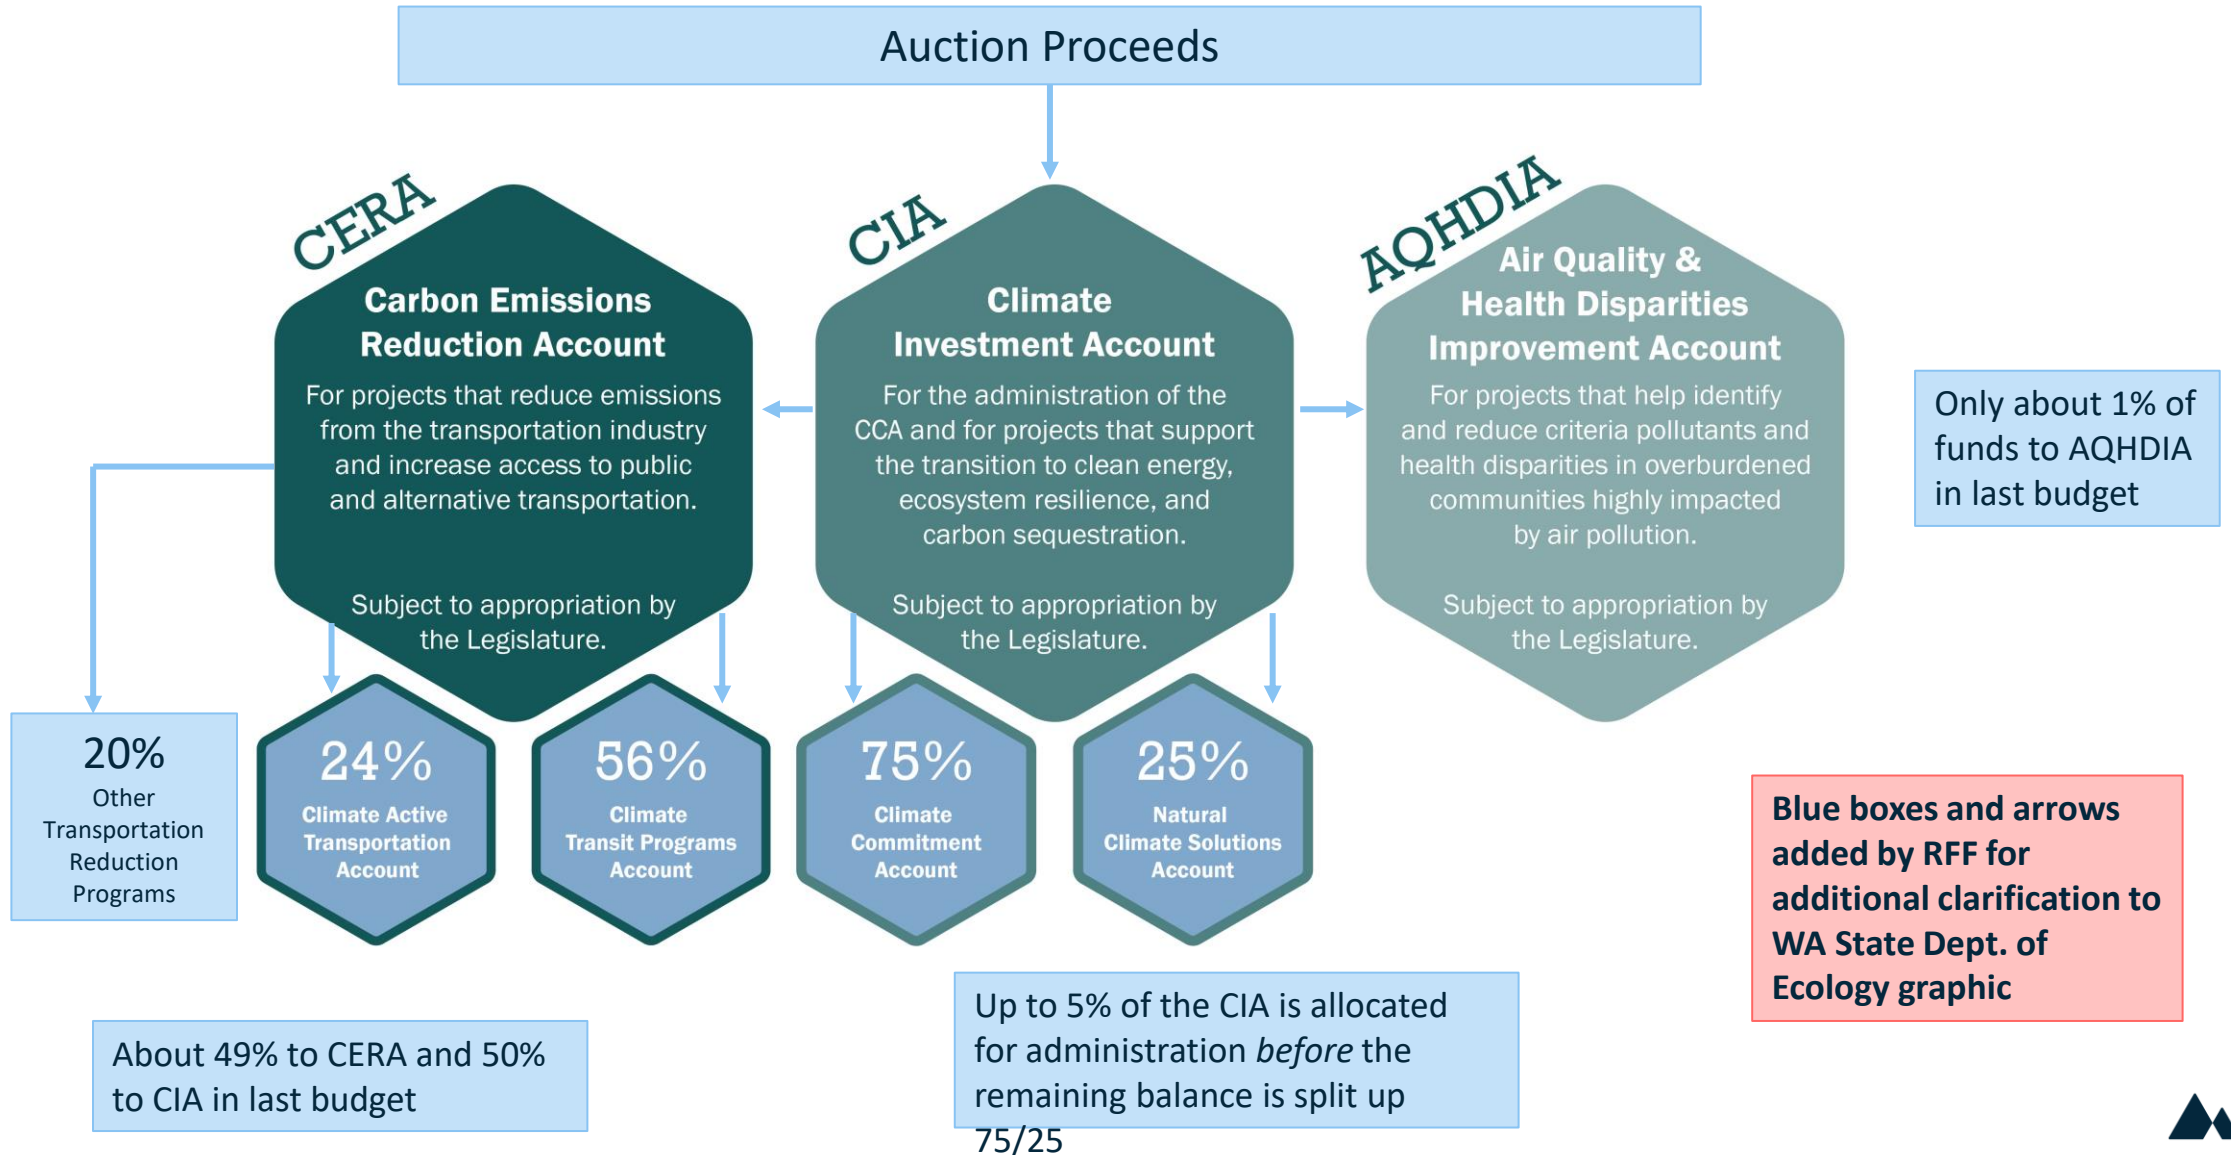 Auction Proceeds
CERA
Carbon Emissions
Reduction Account
For projects that reduce emissions
from the transportation industry
and increase access to public
and alternative transportation.
Subject to appropriation by
the Legislature.
CIA
Climate
Investment Account
For the administration of the
CCA and for projects that support
the transition to clean energy,
ecosystem resilience, and
carbon sequestration.
Subject to appropriation by
the Legislature.
AQHDIA
Air Quality &
Health Disparities
Improvement Account
For projects that help identify
and reduce criteria pollutants and
health disparities in overburdened
communities highly impacted
by air pollution.
Subject to appropriation by
the Legislature.
Only about 1% of
funds to AQHDIA
in last budget
20%
Other
Transportation
Reduction
Programs
24%
Climate Active
Transportation
Account
56%
Climate
Transit Programs
Account
75%
Climate
Commitment
Account
25%
Natural
Climate Solutions
Account
Blue boxes and arrows
added by RFF for
additional clarification to
WA State Dept. of
Ecology graphic
About 49% to CERA and 50%
to CIA in last budget
Up to 5% of the CIA is allocated
for administration before the
remaining balance is split up
75/25